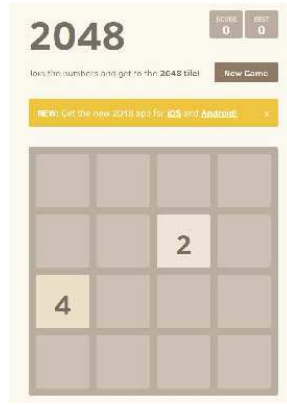 2048
SCORE
0
BEST
0
Join the numbers and get to the 2048 tile!
New Game
NEW: Get the new 2048 app for iOS and Android!
x
2
4